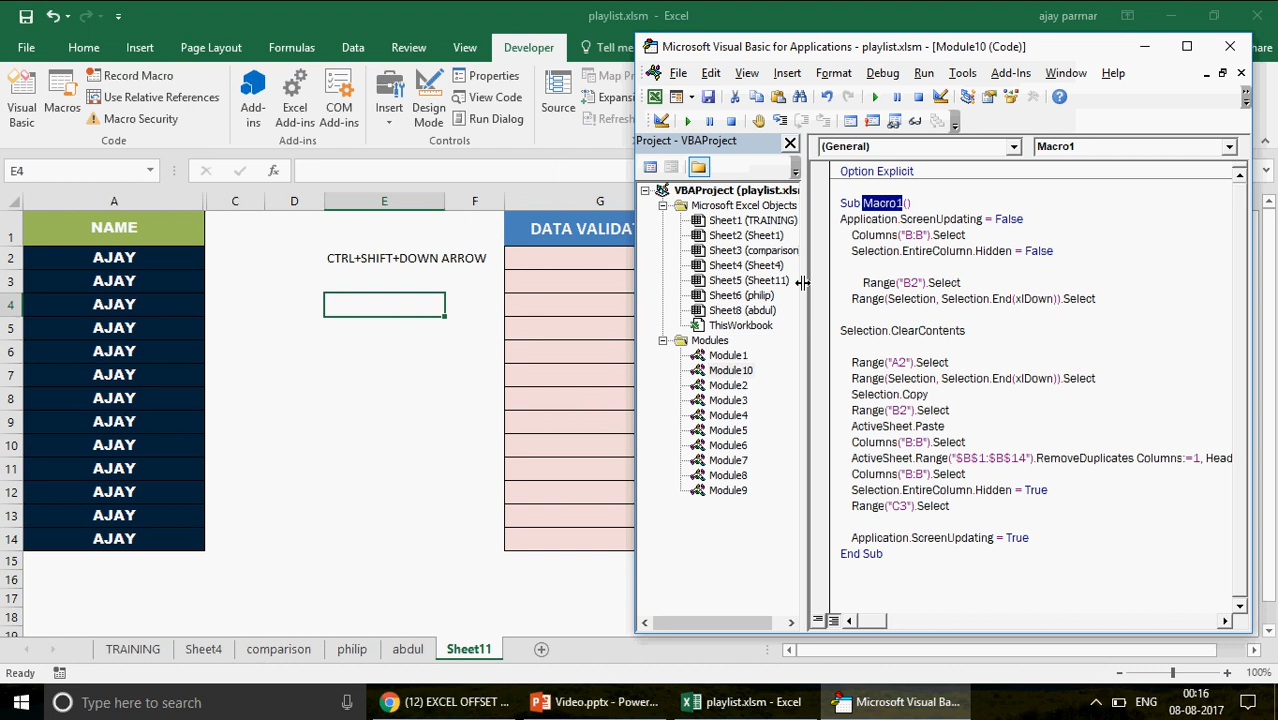 playlist.xlsm - Excel
ajay parmar
File Home Insert Page Layout Formulas Data Review View Developer Tell me
Share
Visual Basic
Macros
Record Macro
Use Relative References
Macro Security
Code
Add-ins
Excel Add-ins
COM Add-ins
Add-ins
Insert
Design Mode
Properties
View Code
Run Dialog
Controls
Source
Map Pr
Expansi
Refresh
E4
A C D E F G
1 NAME DATA VALIDAT
2 AJAY CTRL+SHIFT+DOWN ARROW
3 AJAY
4 AJAY
5 AJAY
6 AJAY
7 AJAY
8 AJAY
9 AJAY
10 AJAY
11 AJAY
12 AJAY
13 AJAY
14 AJAY
15
16
17
18
19
TRAINING Sheet4 comparison philip abdul Sheet11
Ready
100%
Microsoft Visual Basic for Applications - playlist.xlsm - [Module10 (Code)]
File Edit View Insert Format Debug Run Tools Add-Ins Window Help
Project - VBAProject
VBAProject (playlist.xlsm
Microsoft Excel Objects
Sheet1 (TRAINING)
Sheet2 (Sheet1)
Sheet3 (comparison
Sheet4 (Sheet4)
Sheet5 (Sheet11)
Sheet6 (philip)
Sheet8 (abdul)
ThisWorkbook
Modules
Module1
Module10
Module2
Module3
Module4
Module5
Module6
Module7
Module8
Module9
(General)
Macro1
Option Explicit
Sub Macro1()
Application.ScreenUpdating = False
Columns("B:B").Select
Selection.EntireColumn.Hidden = False
Range("B2").Select
Range(Selection, Selection.End(xlDown)).Select
Selection.ClearContents
Range("A2").Select
Range(Selection, Selection.End(xlDown)).Select
Selection.Copy
Range("B2").Select
ActiveSheet.Paste
Columns("B:B").Select
ActiveSheet.Range("$B$1:$B$14").RemoveDuplicates Columns:=1, Head
Columns("B:B").Select
Selection.EntireColumn.Hidden = True
Range("C3").Select
Application.ScreenUpdating = True
End Sub
Type here to search
(12) EXCEL OFFSET ...
Video.pptx - Power...
playlist.xlsm - Excel
Microsoft Visual Ba...
ENG
00:16
08-08-2017